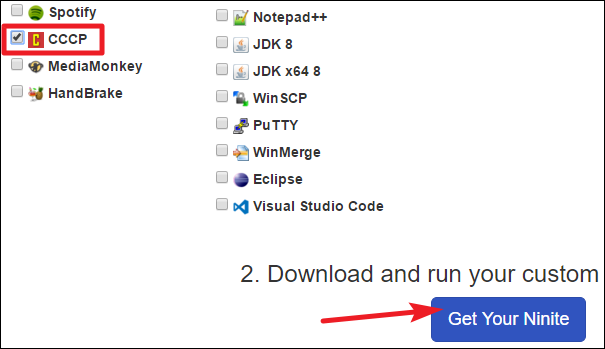 Spotify
CCCP
MediaMonkey
HandBrake
Notepad++
JDK 8
JDK x64 8
WinSCP
PuTTY
WinMerge
Eclipse
Visual Studio Code
2. Download and run your custom
Get Your Ninite